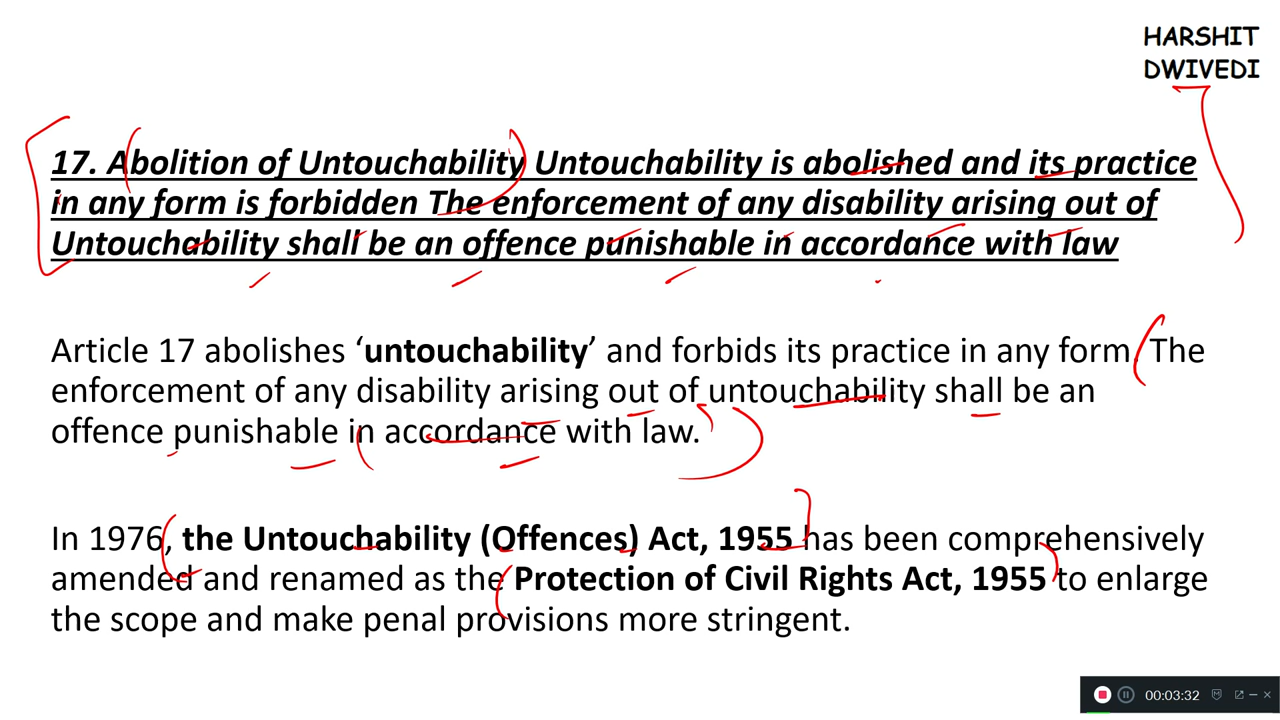 HARSHIT
DWIVEDI
17. Abolition of Untouchability Untouchability is abolished and its practice
in any form is forbidden The enforcement of any disability arising out of
Untouchability shall be an offence punishable in accordance with law
Article 17 abolishes ‘untouchability’ and forbids its practice in any form. The
enforcement of any disability arising out of untouchability shall be an
offence punishable in accordance with law.
In 1976, the Untouchability (Offences) Act, 1955 has been comprehensively
amended and renamed as the Protection of Civil Rights Act, 1955 to enlarge
the scope and make penal provisions more stringent.
00:03:32